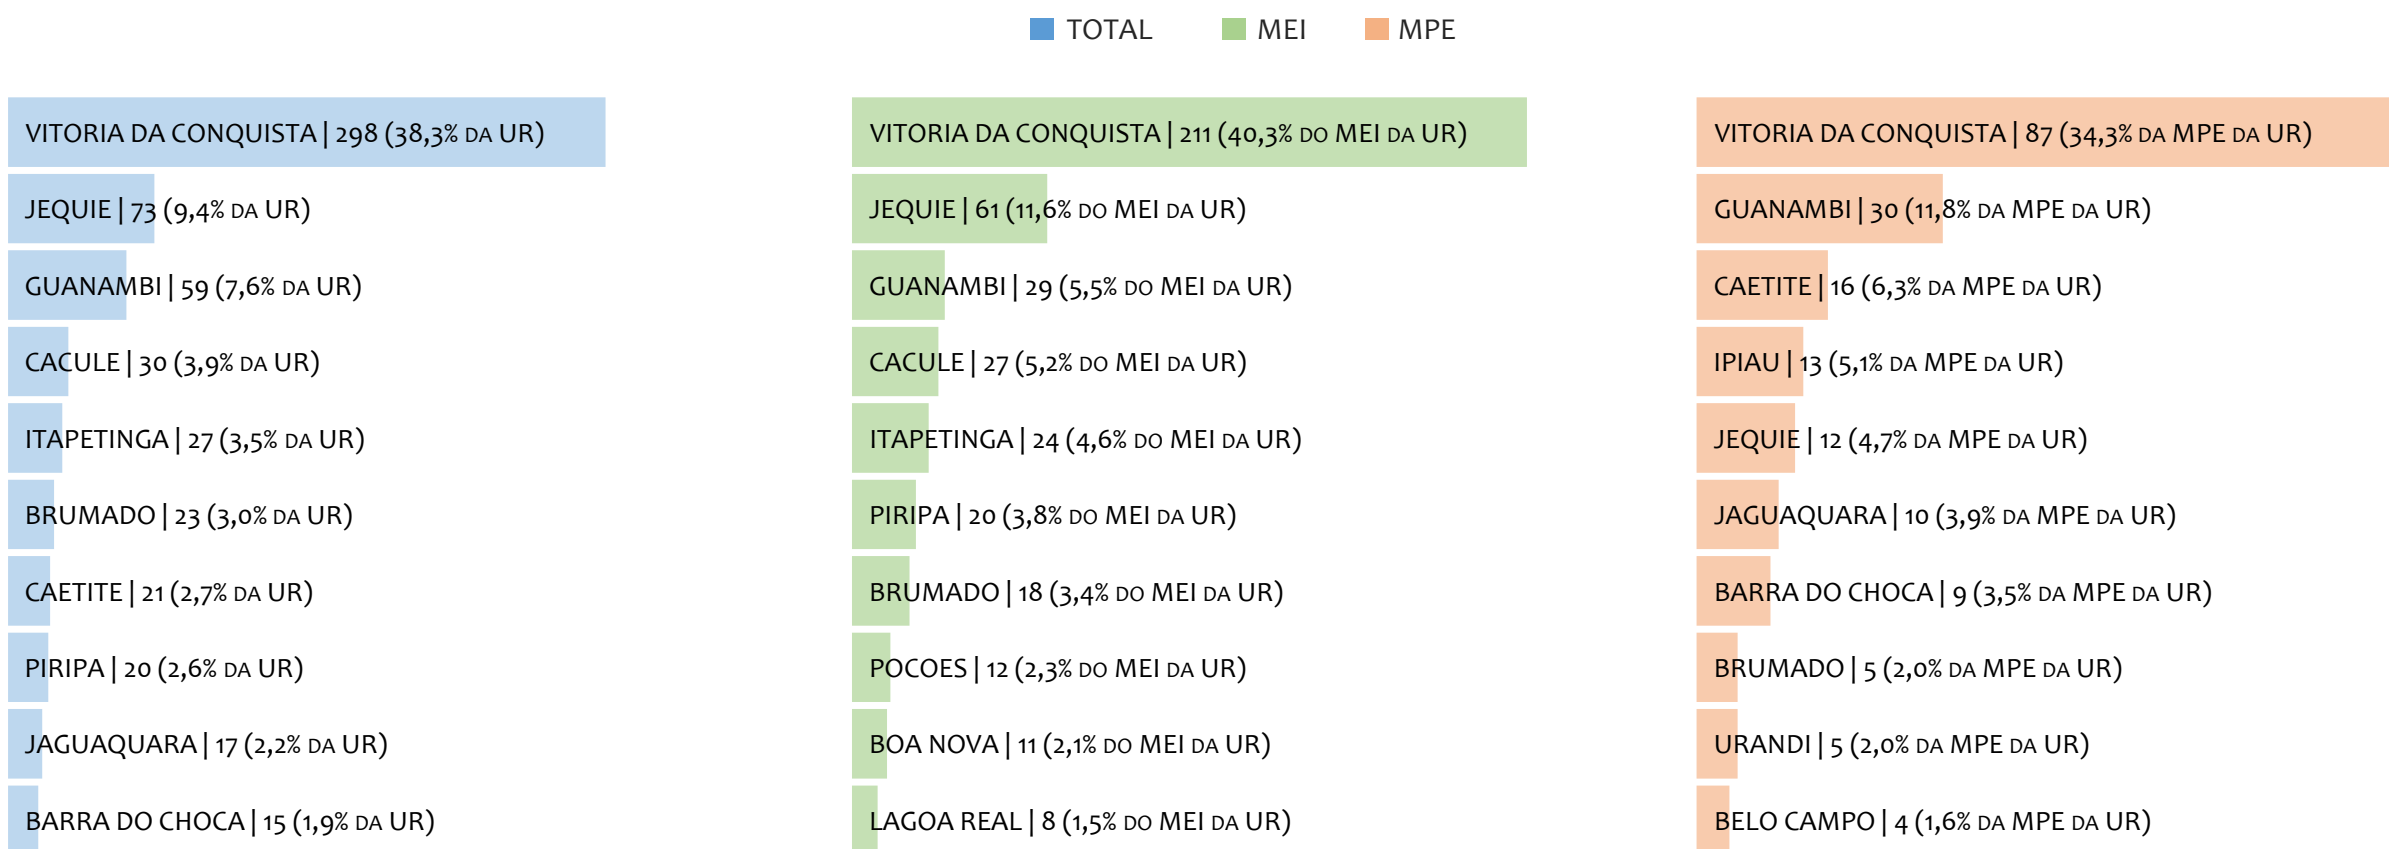 TOTAL MEI MPE
VITORIA DA CONQUISTA | 298 (38,3% DA UR)
JEQUIE | 73 (9,4% DA UR)
GUANAMBI | 59 (7,6% DA UR)
CACULE | 30 (3,9% DA UR)
ITAPETINGA | 27 (3,5% DA UR)
BRUMADO | 23 (3,0% DA UR)
CAETITE | 21 (2,7% DA UR)
PIRIPA | 20 (2,6% DA UR)
JAGUAQUARA | 17 (2,2% DA UR)
BARRA DO CHOCA | 15 (1,9% DA UR)
VITORIA DA CONQUISTA | 211 (40,3% DO MEI DA UR)
JEQUIE | 61 (11,6% DO MEI DA UR)
GUANAMBI | 29 (5,5% DO MEI DA UR)
CACULE | 27 (5,2% DO MEI DA UR)
ITAPETINGA | 24 (4,6% DO MEI DA UR)
PIRIPA | 20 (3,8% DO MEI DA UR)
BRUMADO | 18 (3,4% DO MEI DA UR)
POCOES | 12 (2,3% DO MEI DA UR)
BOA NOVA | 11 (2,1% DO MEI DA UR)
LAGOA REAL | 8 (1,5% DO MEI DA UR)
VITORIA DA CONQUISTA | 87 (34,3% DA MPE DA UR)
GUANAMBI | 30 (11,8% DA MPE DA UR)
CAETITE | 16 (6,3% DA MPE DA UR)
IPIAU | 13 (5,1% DA MPE DA UR)
JEQUIE | 12 (4,7% DA MPE DA UR)
JAGUAQUARA | 10 (3,9% DA MPE DA UR)
BARRA DO CHOCA | 9 (3,5% DA MPE DA UR)
BRUMADO | 5 (2,0% DA MPE DA UR)
URANDI | 5 (2,0% DA MPE DA UR)
BELO CAMPO | 4 (1,6% DA MPE DA UR)